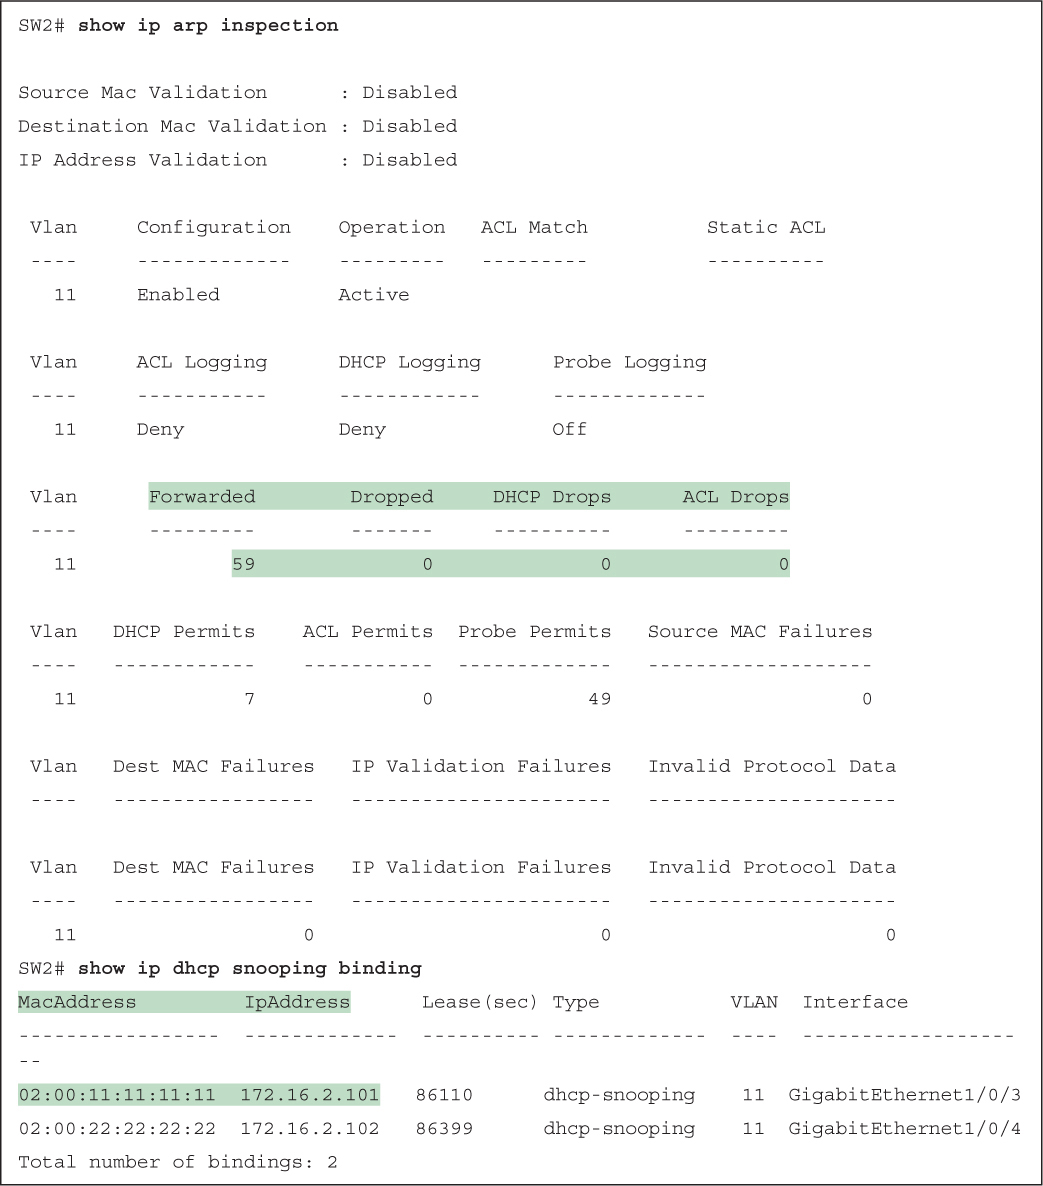 SW2# show ip arp inspection
Source Mac Validation      : Disabled
Destination Mac Validation : Disabled
IP Address Validation      : Disabled
 Vlan     Configuration    Operation   ACL Match          Static ACL
 ----     -------------    ---------   ---------          ----------
   11     Enabled          Active
 Vlan     ACL Logging      DHCP Logging      Probe Logging
 ----     -----------      ------------      -------------
   11     Deny             Deny              Off
 Vlan      Forwarded        Dropped     DHCP Drops      ACL Drops
 ----      ---------        -------     ----------      ---------
   11             59              0              0              0
 Vlan   DHCP Permits    ACL Permits  Probe Permits   Source MAC Failures
 ----   ------------    -----------  -------------   -------------------
   11              7              0             49                     0
 Vlan   Dest MAC Failures   IP Validation Failures   Invalid Protocol Data
 ----   -----------------   ----------------------   ---------------------
 Vlan   Dest MAC Failures   IP Validation Failures   Invalid Protocol Data
 ----   -----------------   ----------------------   ---------------------
   11                   0                        0                       0
SW2# show ip dhcp snooping binding
MacAddress         IpAddress      Lease(sec) Type           VLAN  Interface
-----------------  -------------  ---------- -------------  ----  ------------------
--
02:00:11:11:11:11  172.16.2.101   86110      dhcp-snooping    11  GigabitEthernet1/0/3
02:00:22:22:22:22  172.16.2.102   86399      dhcp-snooping    11  GigabitEthernet1/0/4
Total number of bindings: 2